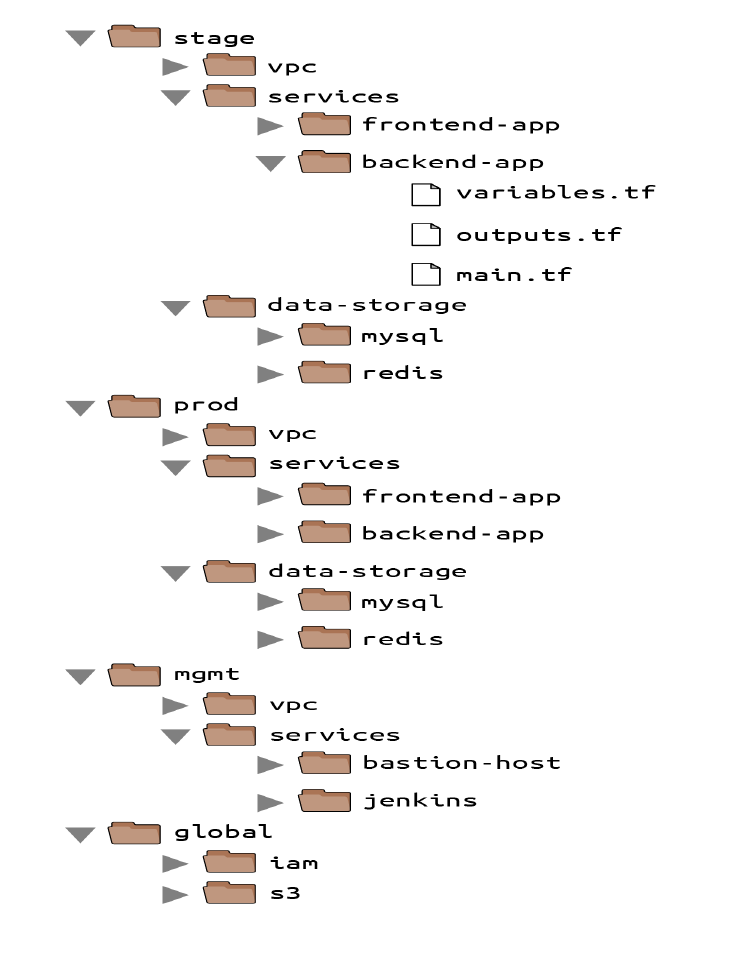 stage
vpc
services
frontend-app
backend-app
variables.tf
outputs.tf
main.tf
data-storage
mysql
redis
prod
vpc
services
frontend-app
backend-app
data-storage
mysql
redis
mgmt
vpc
services
bastion-host
jenkins
global
iam
s3